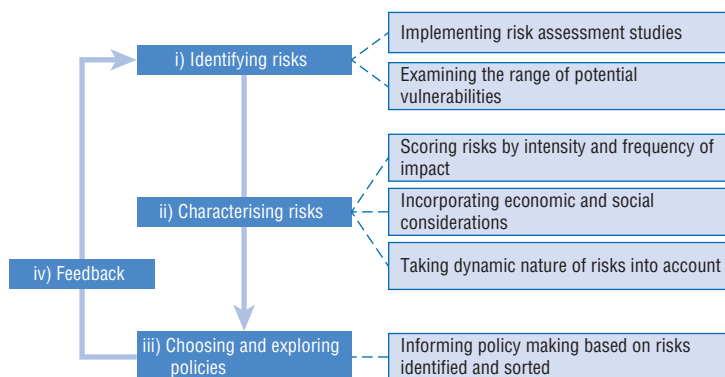 i) Identifying risks
Implementing risk assessment studies
Examining the range of potential
vulnerabilities
ii) Characterising risks
Scoring risks by intensity and frequency of
impact
Incorporating economic and social
considerations
Taking dynamic nature of risks into account
iv) Feedback
iii) Choosing and exploring
policies
Informing policy making based on risks
identified and sorted